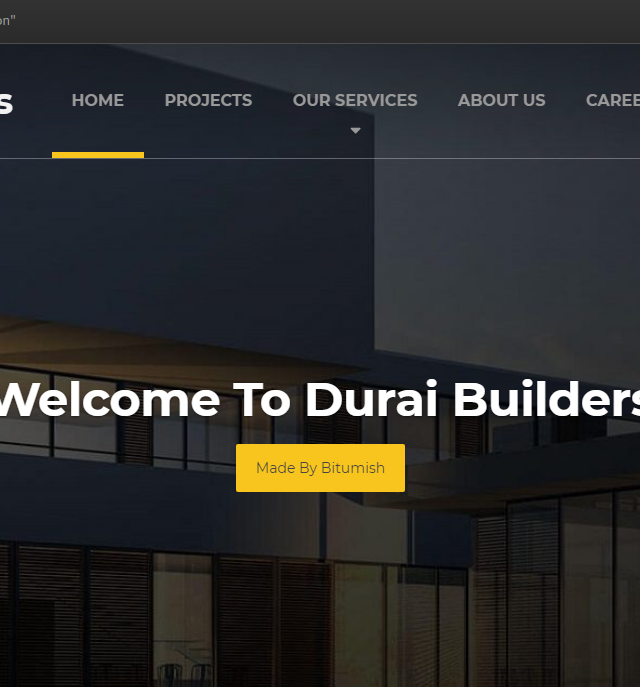 on"
s
HOME PROJECTS OUR SERVICES ABOUT US CAREE
Welcome To Durai Builders
Made By Bitumish